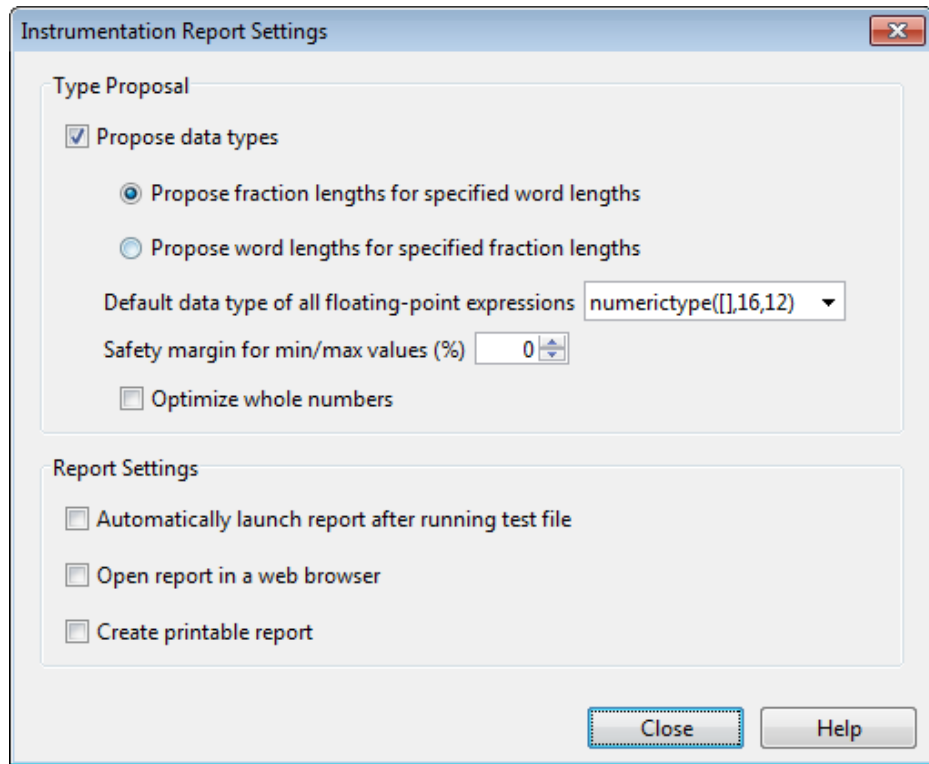 Instrumentation Report Settings
Type Proposal
Propose data types
Propose fraction lengths for specified word lengths
Propose word lengths for specified fraction lengths
Default data type of all floating-point expressions numerictype([],16,12)
Safety margin for min/max values (%) 0
Optimize whole numbers
Report Settings
Automatically launch report after running test file
Open report in a web browser
Create printable report
Close Help